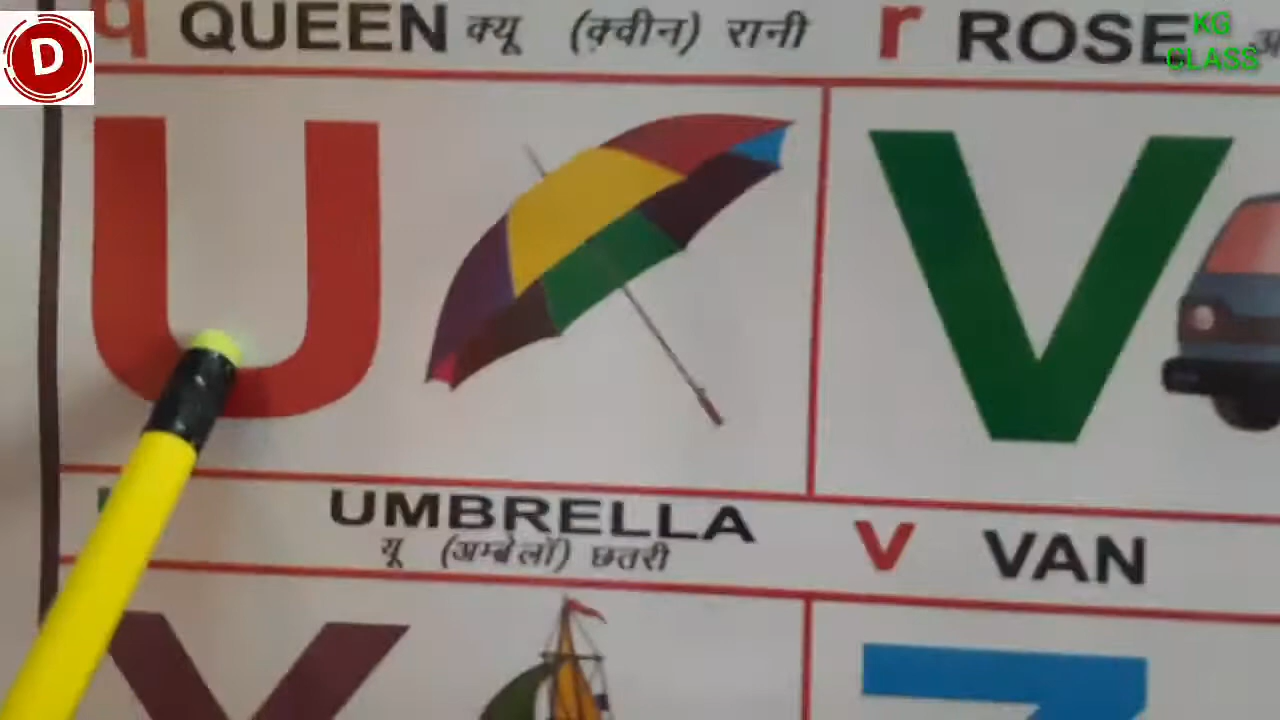 D
q QUEEN क्यू (क्वीन) रानी r ROSE
KG
CLASS
U V
UMBRELLA v VAN
यू (अम्ब्रेला) छतरी
Y Z